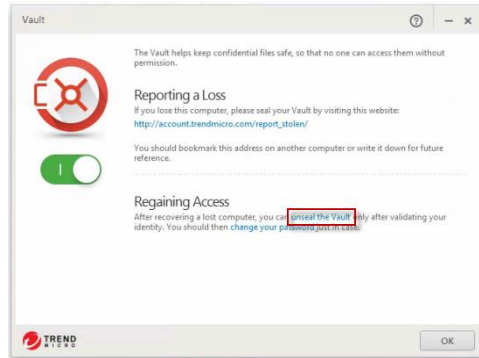 Vault
The Vault helps keep confidential files safe, so that no one can access them without
permission.
Reporting a Loss
If you lose this computer, please seal your Vault by visiting this website:
http://account.trendmicro.com/report_stolen/
You should bookmark this address on another computer or write it down for future
reference.
Regaining Access
After recovering a lost computer, you can unseal the Vault only after validating your
identity. You should then change your password just in case.
TREND
MICRO
OK